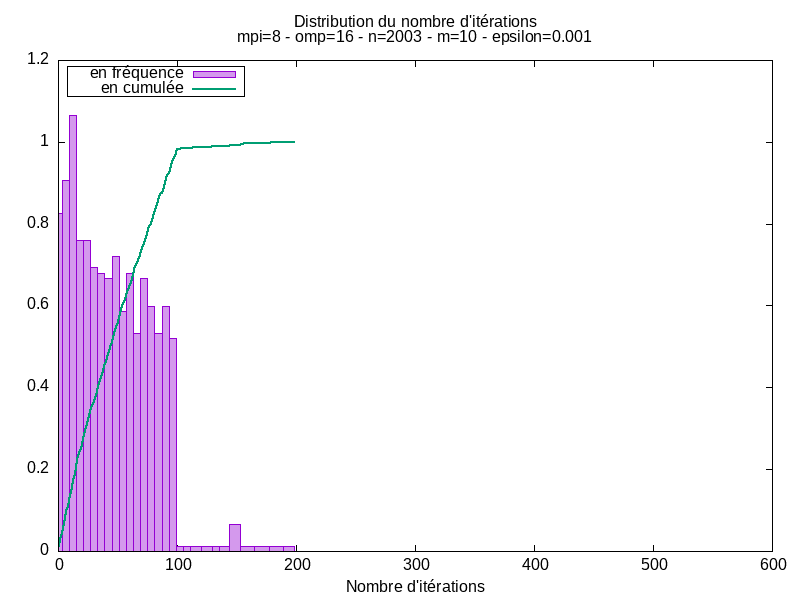 Distribution du nombre d'itérations
mpi=8 - omp=16 - n=2003 - m=10 - epsilon=0.001
en fréquence
en cumulée
1.2
1
0.8
0.6
0.4
0.2
0
0 100 200 300 400 500 600
Nombre d'itérations